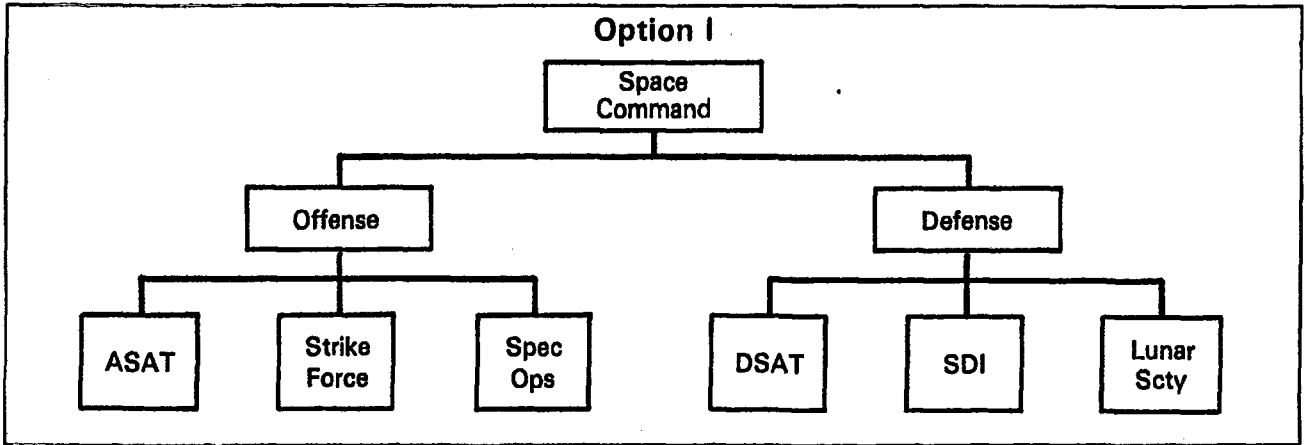 Option I
Space
Command
Offense
Defense
ASAT
Strike
Force
Spec
Ops
DSAT
SDI
Lunar
Scty